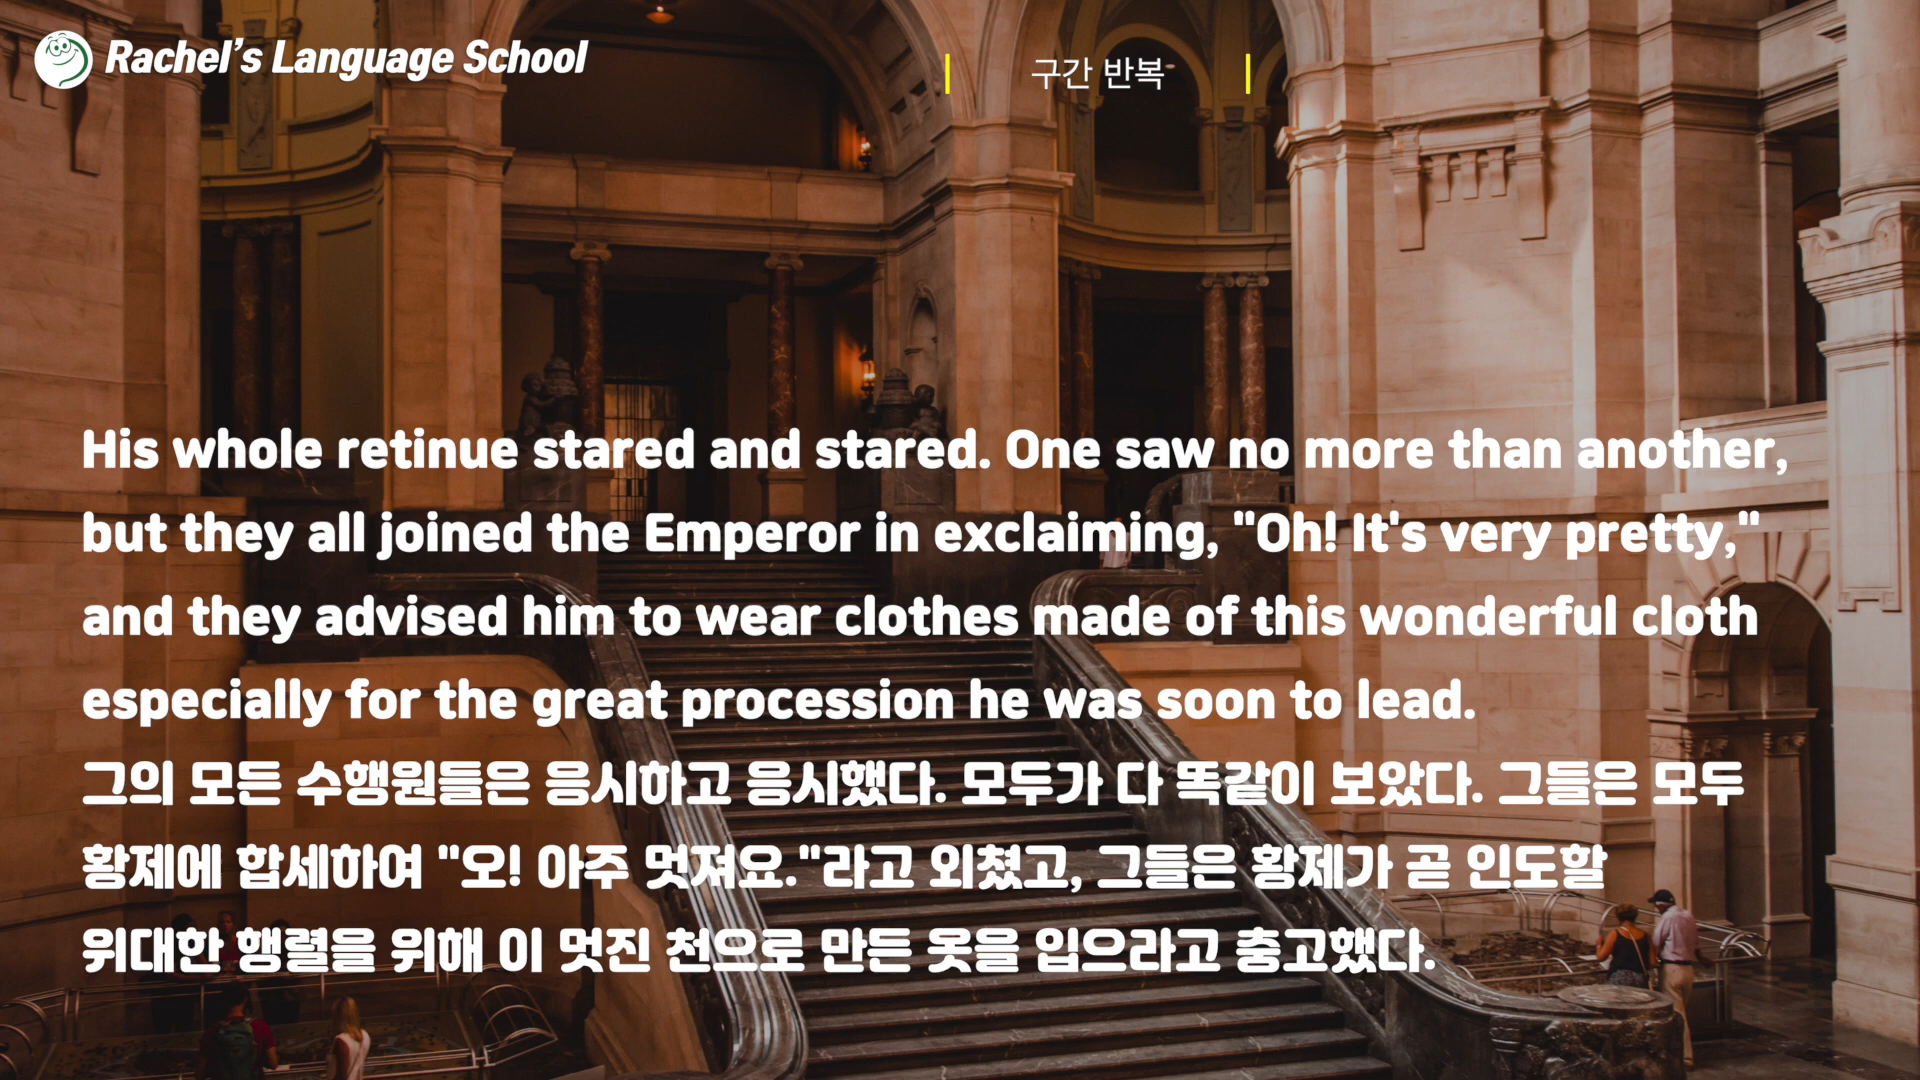 Rachel's Language School
구간 반복
His whole retinue stared and stared. One saw no more than another,
but they all joined the Emperor in exclaiming, "Oh! It's very pretty,"
and they advised him to wear clothes made of this wonderful cloth
especially for the great procession he was soon to lead.
그의 모든 수행원들은 응시하고 응시했다. 모두가 다 똑같이 보았다. 그들은 모두
황제에 합세하여 "오! 아주 멋져요."라고 외쳤고, 그들은 황제가 곧 인도할
위대한 행렬을 위해 이 멋진 천으로 만든 옷을 입으라고 충고했다.